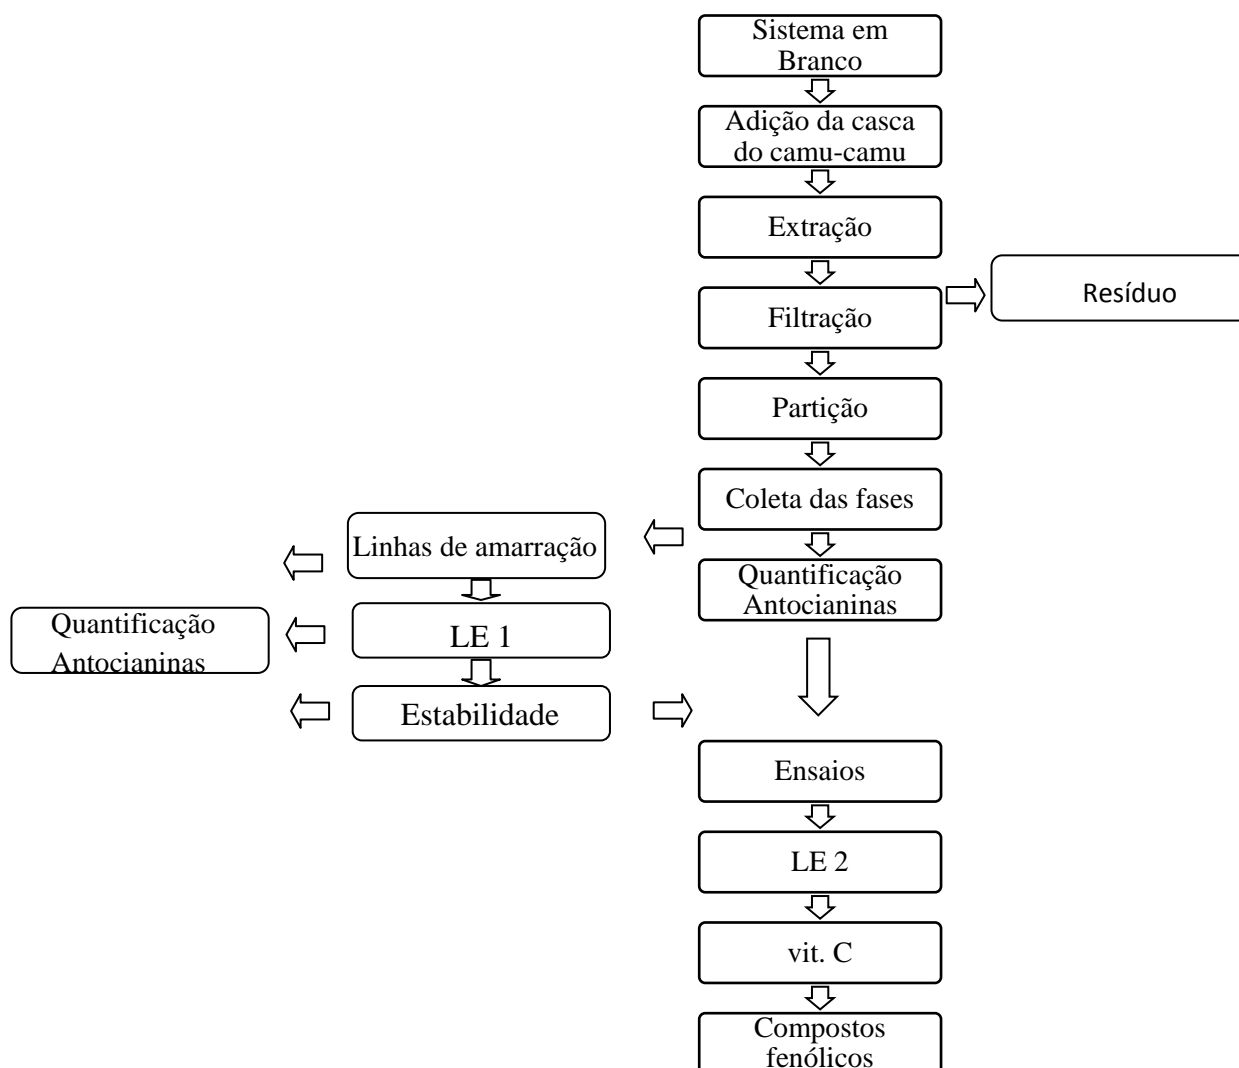 Sistema em
Branco
Adição da casca
do camu-camu
Extração
Resíduo
Filtração
Partição
Coleta das fases
Linhas de amarração
Quantificação
Antocianinas
Quantificação
Antocianinas
LE 1
Estabilidade
Ensaios
LE 2
vit. C
Compostos
fenólicos